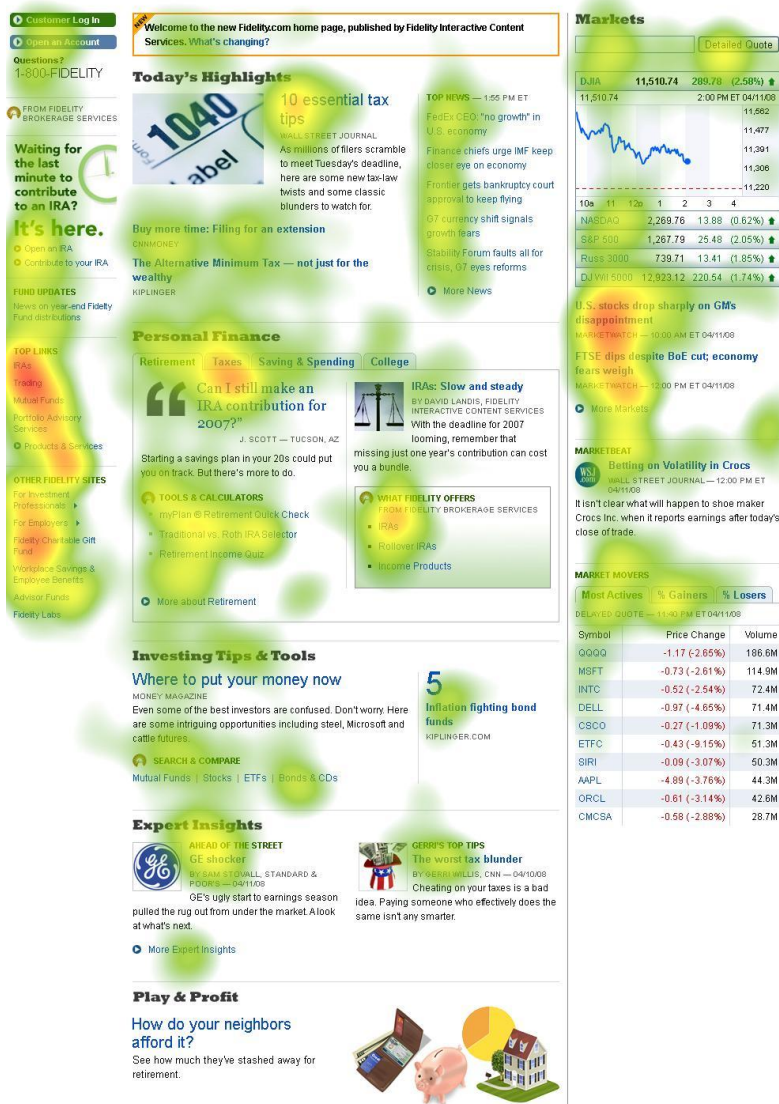 Customer Log In
Open an Account
Questions?
1-800-FIDELITY
FROM FIDELITY
BROKERAGE SERVICES
Waiting for
the last
minute to
contribute
to an IRA?
It's here.
Open an IRA
Contribute to your IRA
FUND UPDATES
News on year-end Fidelity
Fund distributions
TOP LINKS
IRAs
Trading
Mutual Funds
Portfolio Advisory
Services
Products & Services
OTHER FIDELITY SITES
For Investment
Professionals
For Employers
Fidelity Charitable Gift
Fund
Workplace Savings &
Employee Benefits
Advisor Funds
Fidelity Labs
NEW
Welcome to the new Fidelity.com home page, published by Fidelity Interactive Content
Services. What's changing?
Today's Highlights
1040
Form
Label
10 essential tax
tips
WALL STREET JOURNAL
As millions of filers scramble
to meet Tuesday's deadline,
here are some new tax-law
twists and some classic
blunders to watch for.
Buy more time: Filing for an extension
CNNMONEY
The Alternative Minimum Tax — not just for the
wealthy
KIPLINGER
TOP NEWS — 1:55 PM ET
FedEx CEO: "no growth" in
U.S. economy
Finance chiefs urge IMF keep
closer eye on economy
Frontier gets bankruptcy court
approval to keep flying
G7 currency shift signals
growth fears
Stability Forum faults all for
crisis, G7 eyes reforms
More News
Personal Finance
Retirement Taxes Saving & Spending College
Can I still make an
IRA contribution for
2007?"
J. SCOTT — TUCSON, AZ
Starting a savings plan in your 20s could put
you on track. But there's more to do.
TOOLS & CALCULATORS
myPlan ® Retirement Quick Check
Traditional vs. Roth IRA Selector
Retirement Income Quiz
More about Retirement
IRAs: Slow and steady
BY DAVID LANDIS, FIDELITY
INTERACTIVE CONTENT SERVICES
With the deadline for 2007
looming, remember that
missing just one year's contribution can cost
you a bundle.
WHAT FIDELITY OFFERS
FROM FIDELITY BROKERAGE SERVICES
IRAs
Rollover IRAs
Income Products
Investing Tips & Tools
Where to put your money now
MONEY MAGAZINE
Even some of the best investors are confused. Don't worry. Here
are some intriguing opportunities including steel, Microsoft and
cattle futures.
SEARCH & COMPARE
Mutual Funds | Stocks | ETFs | Bonds & CDs
5
Inflation fighting bond
funds
KIPLINGER.COM
Expert Insights
GE
AHEAD OF THE STREET
GE shocker
BY SAM STOVALL, STANDARD &
POOR'S — 04/11/08
GE's ugly start to earnings season
pulled the rug out from under the market. A look
at what's next.
More Expert Insights
GERRI'S TOP TIPS
The worst tax blunder
BY GERRI WILLIS, CNN — 04/10/08
Cheating on your taxes is a bad
idea. Paying someone who effectively does the
same isn't any smarter.
Play & Profit
How do your neighbors
afford it?
See how much they've stashed away for
retirement.
Markets
Detailed Quote
DJIA 11,510.74 289.78 (2.58%)
11,510.74 2:00 PM ET 04/11/08
11,562
11,477
11,391
11,306
11,220
10a 11 12p 1 2 3 4
NASDAQ 2,269.76 13.88 (0.62%)
S&P 500 1,267.79 25.48 (2.05%)
Russ 3000 739.71 13.41 (1.85%)
DJ Wil 5000 12,923.12 220.54 (1.74%)
U.S. stocks drop sharply on GM's
disappointment
MARKETWATCH — 10:00 AM ET 04/11/08
FTSE dips despite BoE cut; economy
fears weigh
MARKETWATCH — 12:00 PM ET 04/11/08
More Markets
MARKETBEAT
WSJ
.com
Betting on Volatility in Crocs
WALL STREET JOURNAL — 12:00 PM ET
04/11/08
It isn't clear what will happen to shoe maker
Crocs Inc. when it reports earnings after today's
close of trade.
MARKET MOVERS
Most Actives % Gainers % Losers
DELAYED QUOTE — 11:40 PM ET 04/11/08
Symbol Price Change Volume
QQQQ -1.17 (-2.65%) 186.6M
MSFT -0.73 (-2.61%) 114.9M
INTC -0.52 (-2.54%) 72.4M
DELL -0.97 (-4.65%) 71.4M
CSCO -0.27 (-1.09%) 71.3M
ETFC -0.43 (-9.15%) 51.3M
SIRI -0.09 (-3.07%) 50.3M
AAPL -4.89 (-3.76%) 44.3M
ORCL -0.61 (-3.14%) 42.6M
CMCSA -0.58 (-2.88%) 28.7M